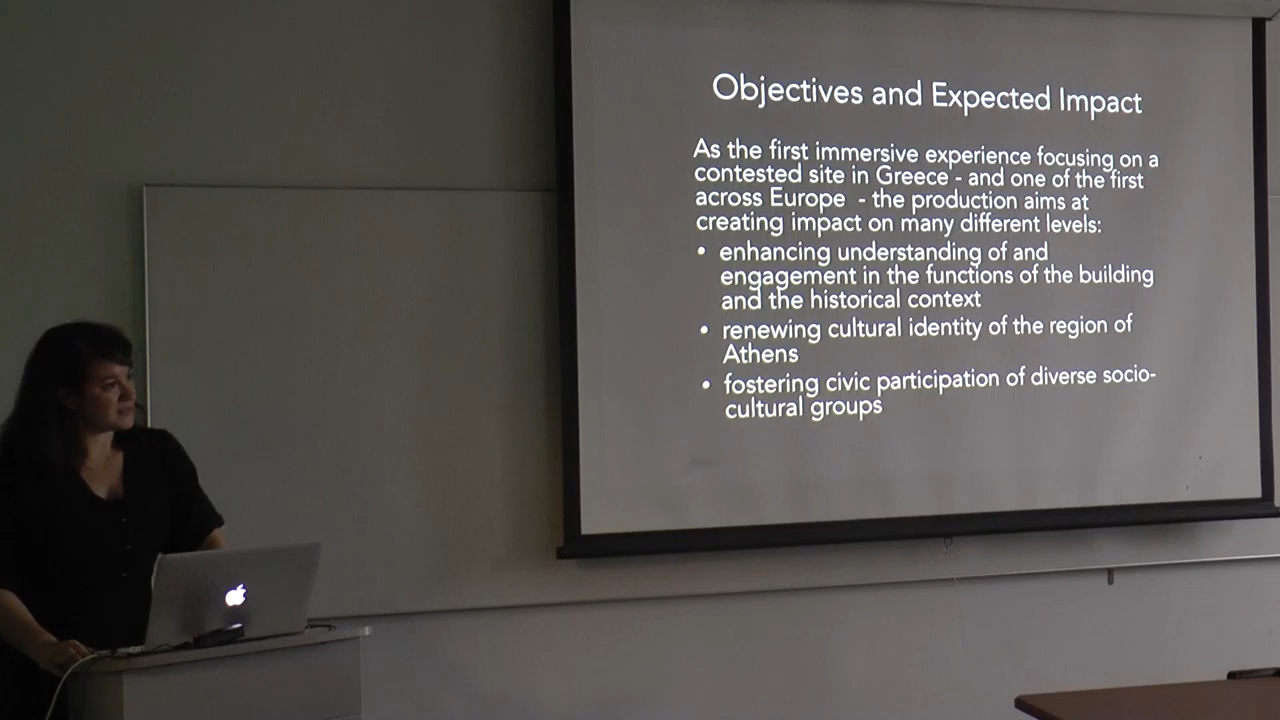 Objectives and Expected Impact
As the first immersive experience focusing on a
contested site in Greece - and one of the first
across Europe - the production aims at
creating impact on many different levels:
• enhancing understanding of and
engagement in the functions of the building
and the historical context
• renewing cultural identity of the region of
Athens
• fostering civic participation of diverse socio-
cultural groups